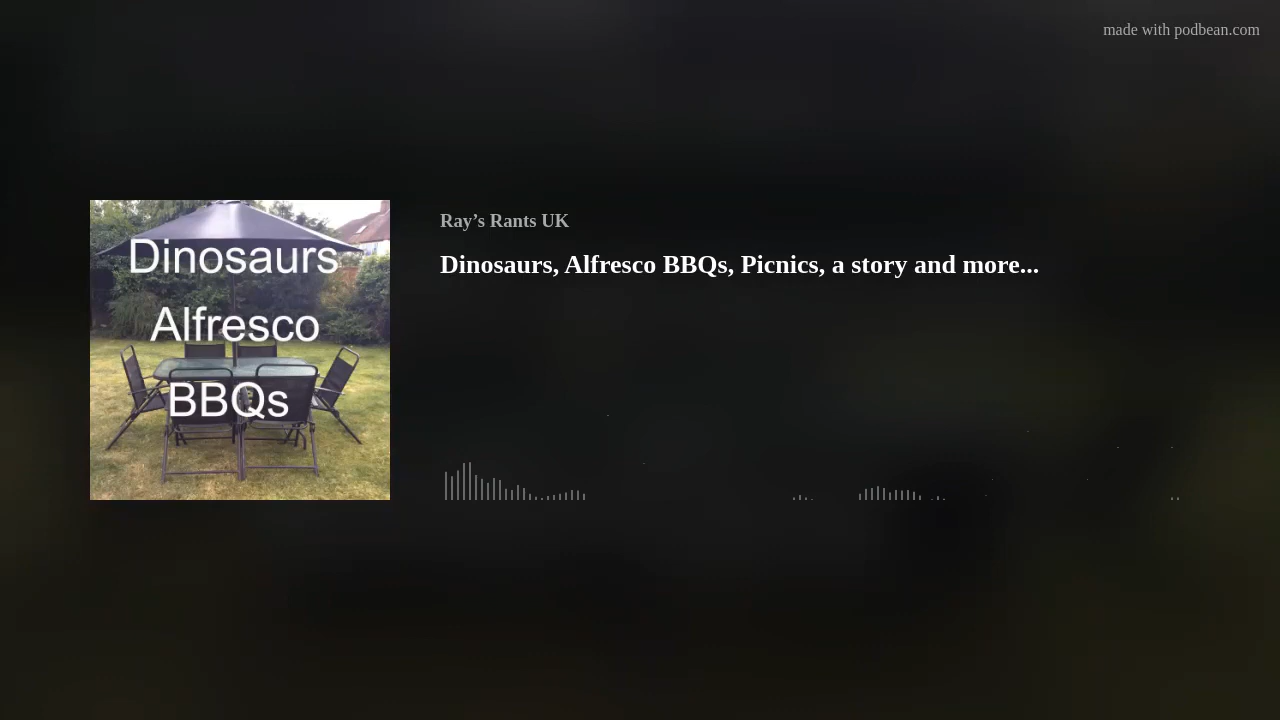 made with podbean.com
Dinosaurs
Alfresco
BBQs
Ray’s Rants UK
Dinosaurs, Alfresco BBQs, Picnics, a story and more...